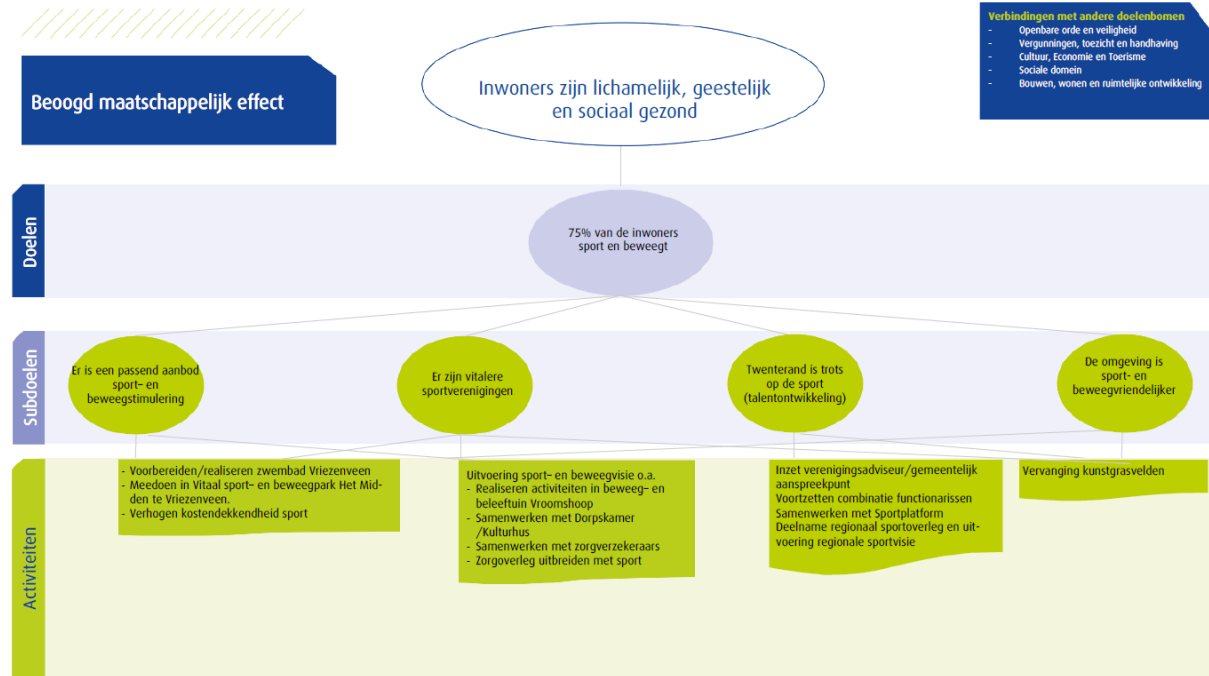 Beoogd maatschappelijk effect
Inwoners zijn lichamelijk, geestelijk
en sociaal gezond
Verbindingen met andere doelenbomen
- Openbare orde en veiligheid
- Vergunningen, toezicht en handhaving
- Cultuur, Economie en Toerisme
- Sociale domein
- Bouwen, wonen en ruimtelijke ontwikkeling
Doelen
75% van de inwoners
sport en beweegt
Subdoelen
Er is een passend aanbod
sport- en
beweegstimulering
Er zijn vitalere
sportverenigingen
Twenterand is trots
op de sport
(talentontwikkeling)
De omgeving is
sport- en
beweegvriendelijker
Activiteiten
- Voorbereiden/realiseren zwembad Vriezenveen
- Meedoen in Vitaal sport- en beweegpark Het Mid-
den te Vriezenveen.
- Verhogen kostendekkendheid sport
Uitvoering sport- en beweegvisie o.a.
- Realiseren activiteiten in beweeg- en
beleeftuin Vroomshoop
- Samenwerken met Dorpskamer
/Kulturhus
- Samenwerken met zorgverzekeraars
- Zorgoverleg uitbreiden met sport
Inzet verenigingsadviseur/gemeentelijk
aanspreekpunt
Voortzetten combinatie functionarissen
Samenwerken met Sportplatform
Deelname regionaal sportoverleg en uit-
voering regionale sportvisie
Vervanging kunstgrasvelden